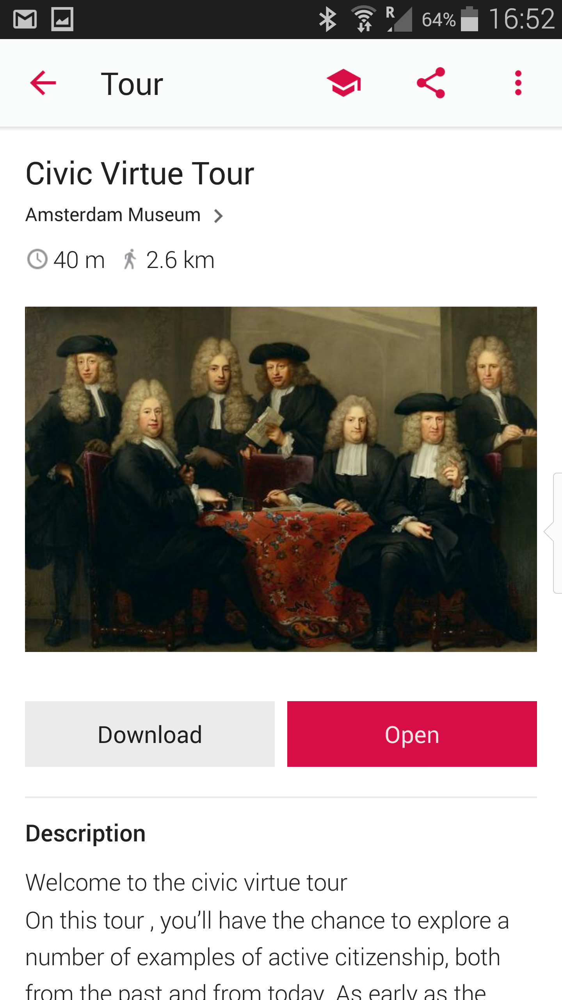 R 64% 16:52
Tour
Civic Virtue Tour
Amsterdam Museum
40 m 2.6 km
Download Open
Description
Welcome to the civic virtue tour
On this tour , you’ll have the chance to explore a
number of examples of active citizenship, both
from the past and from today. As early as the